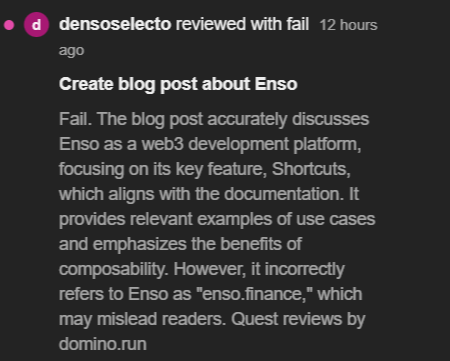 d densoselecto reviewed with fail 12 hours
ago
Create blog post about Enso
Fail. The blog post accurately discusses
Enso as a web3 development platform,
focusing on its key feature, Shortcuts,
which aligns with the documentation. It
provides relevant examples of use cases
and emphasizes the benefits of
composability. However, it incorrectly
refers to Enso as "enso.finance," which
may mislead readers. Quest reviews by
domino.run